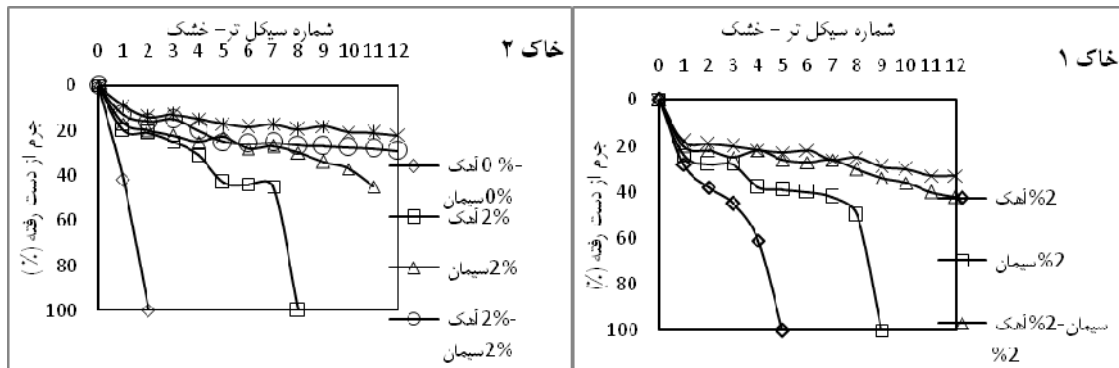 خاک ۱
شماره سیکل تر - خشک
0 1 2 3 4 5 6 7 8 9 10 11 12
جرم از دست رفته (%)
0
20
40
60
80
100
2%آهک
2%سیمان
سیمان-2%آهک
%2
خاک ۲
شماره سیکل تر - خشک
0 1 2 3 4 5 6 7 8 9 10 11 12
جرم از دست رفته (%)
0
20
40
60
80
100
-% 0 آهک
0%سیمان
2%آهک
2%سیمان
-2%آهک
2%سیمان